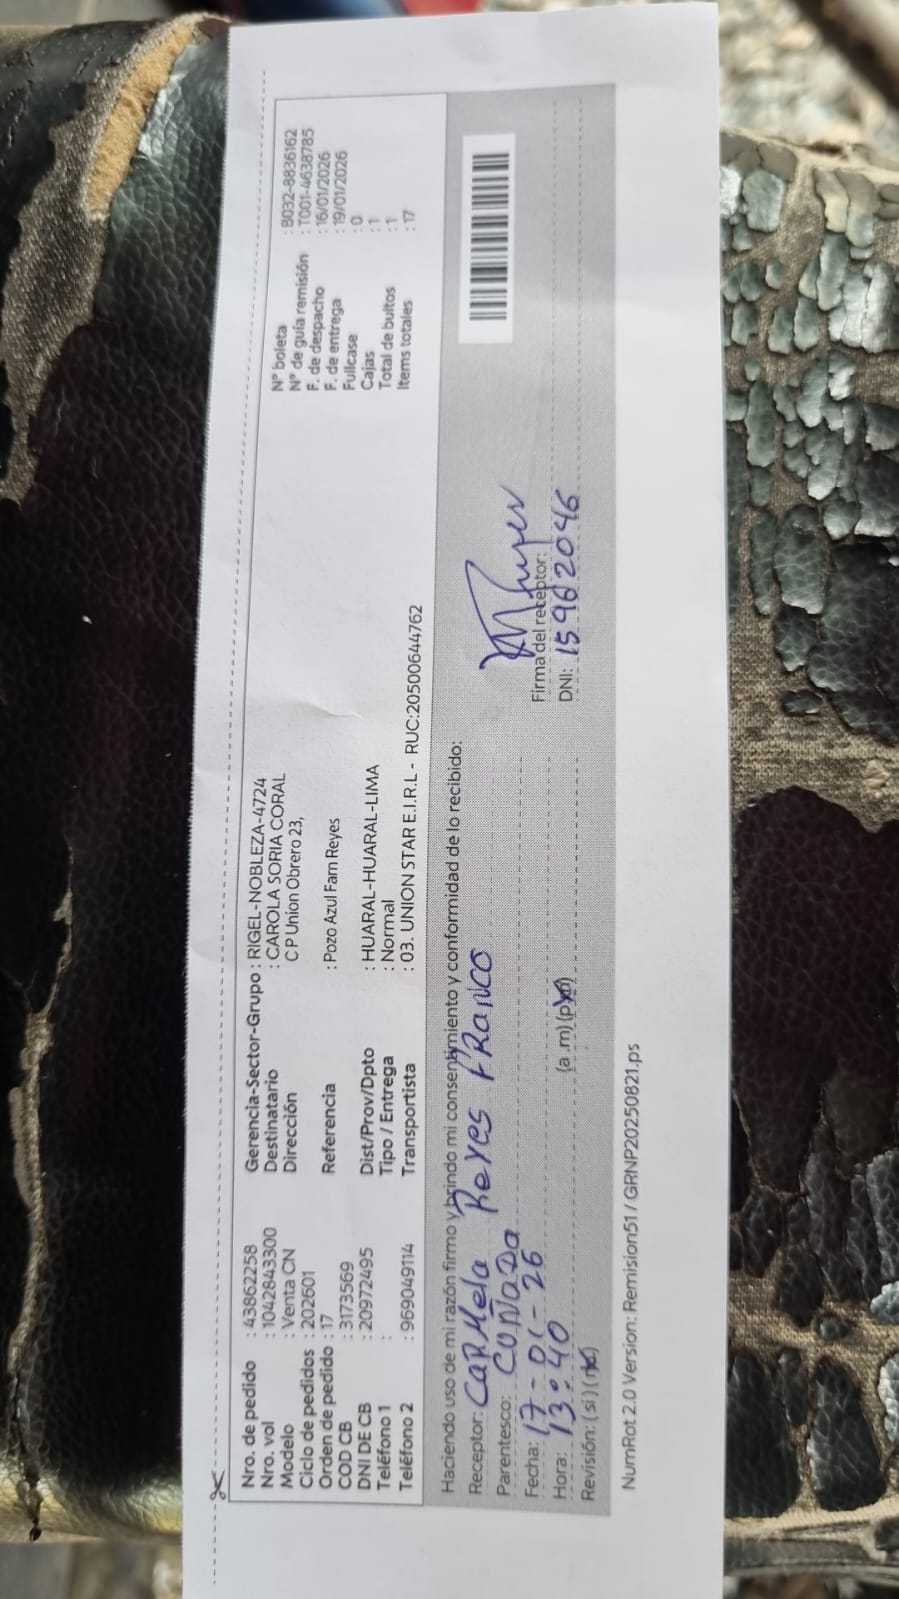 Nro. de pedido : 43862258
Nro. vol : 1042843300
Modelo : Venta CN
Ciclo de pedidos : 202601
Orden de pedido : 17
COD CB : 3173569
DNI DE CB : 20972495
Teléfono 1 :
Teléfono 2 : 969049114
Gerencia-Sector-Grupo : RIGEL-NOBLEZA-4724
Destinatario : CAROLA SORIA CORAL
Dirección C P Union Obrero 23,
Referencia : Pozo Azul Fam Reyes
Dist/Prov/Dpto : HUARAL-HUARAL-LIMA
Tipo / Entrega : Normal
Transportista : 03. UNION STAR E.I.R.L - RUC:20500644762
N° boleta : B032-8836162
N° de guía remisión : T001-4638785
F. de despacho : 16/01/2026
F. de entrega : 19/01/2026
Fullcase : 0
Cajas : 1
Total de bultos : 1
Items totales : 17
Haciendo uso de mi razón firmo y brindo mi consentimiento y conformidad de lo recibido:
Receptor: CARMELA REYES FRANCO
Parentesco: CUÑADA
Fecha: 17-01-26
Hora: 13:40 (a .m) (p.m)
Revisión: (si) (no)
Firma del receptor:
DNI: 15962046
NumRot 2.0 Version: Remision51 / GRNP20250821.ps